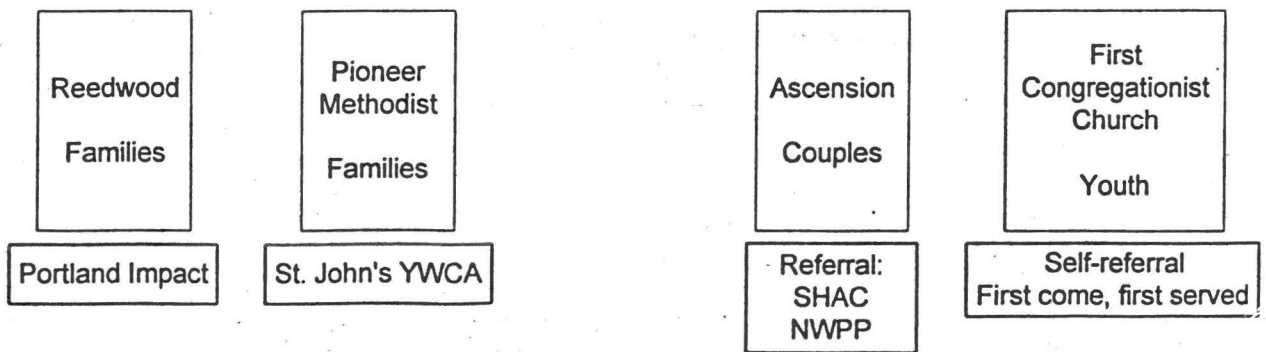 Reedwood
Families
Portland Impact
Pioneer
Methodist
Families
St. John's YWCA
Ascension
Couples
Referral:
SHAC
NWPP
First
Congregationist
Church
Youth
Self-referral
First come, first served